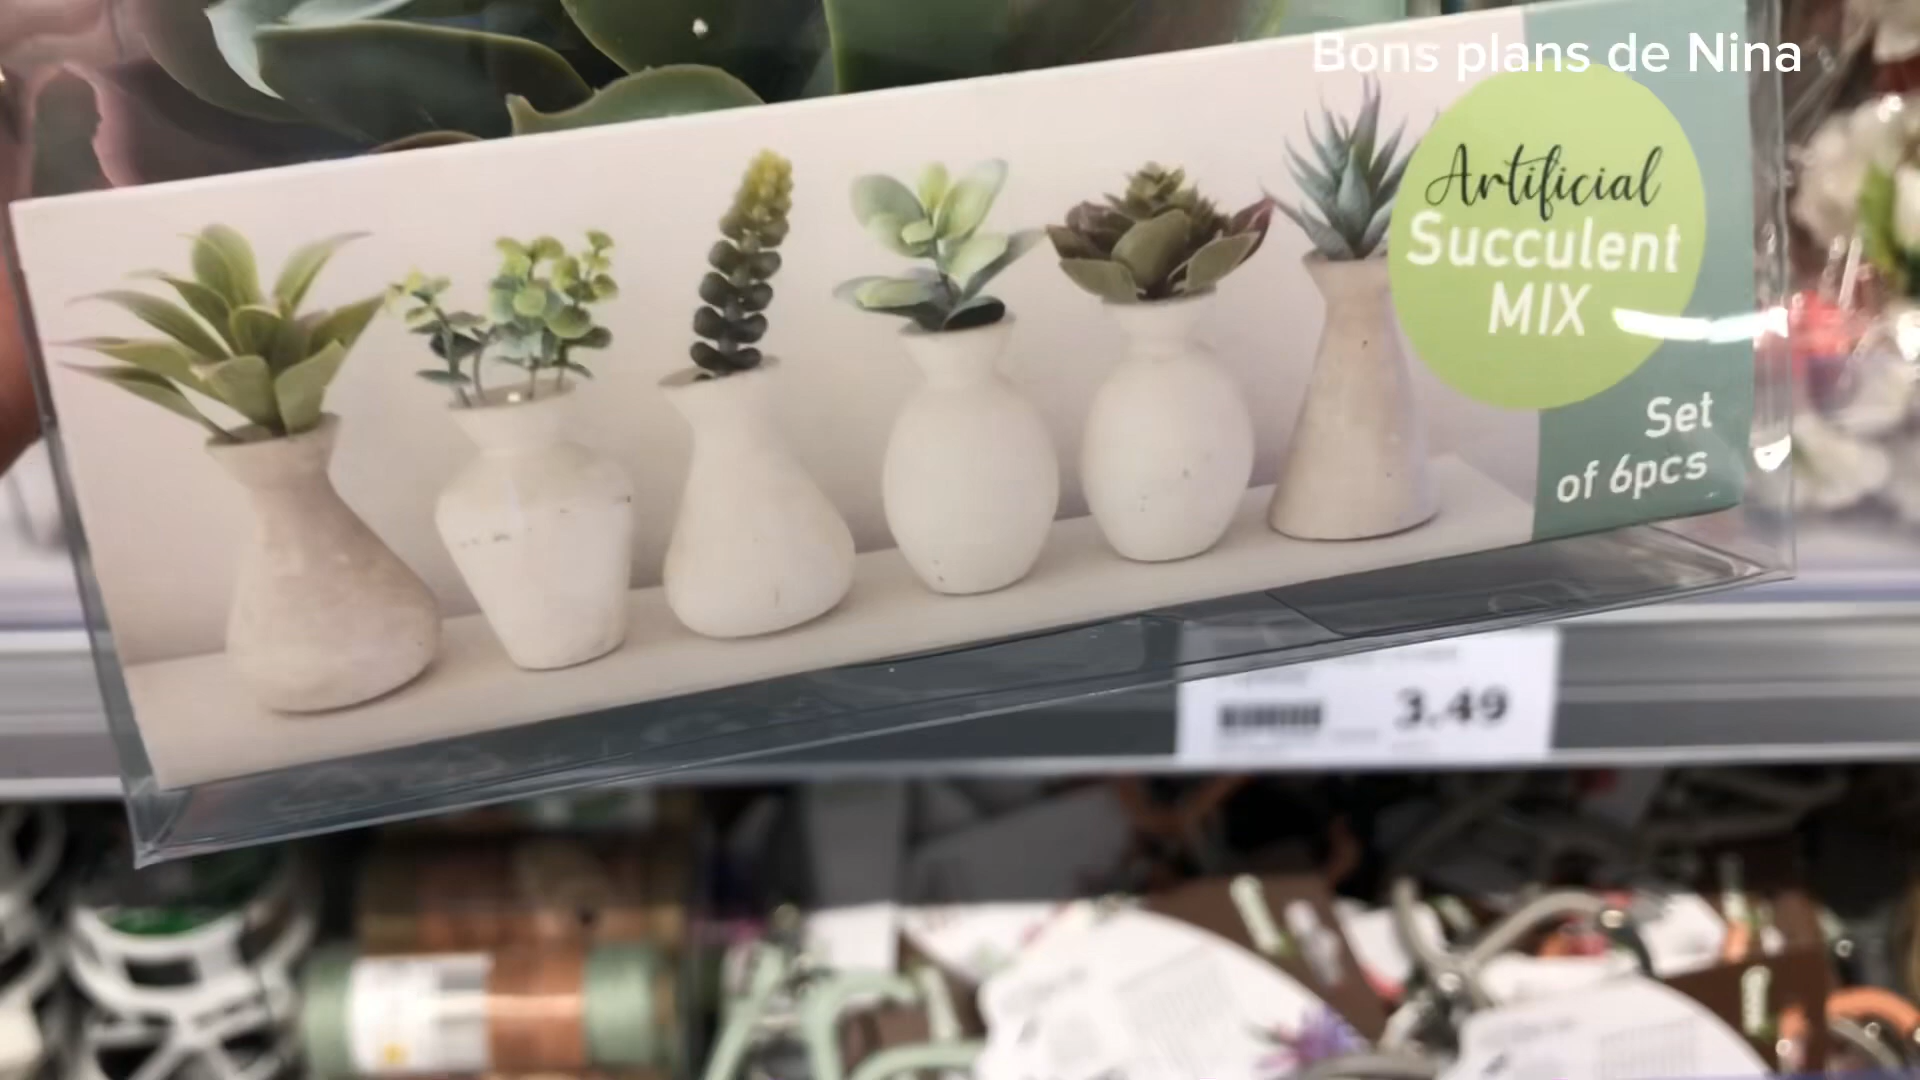 Bons plans de Nina
Artificial
Succulent
MIX
Set
of 6pcs
3.49